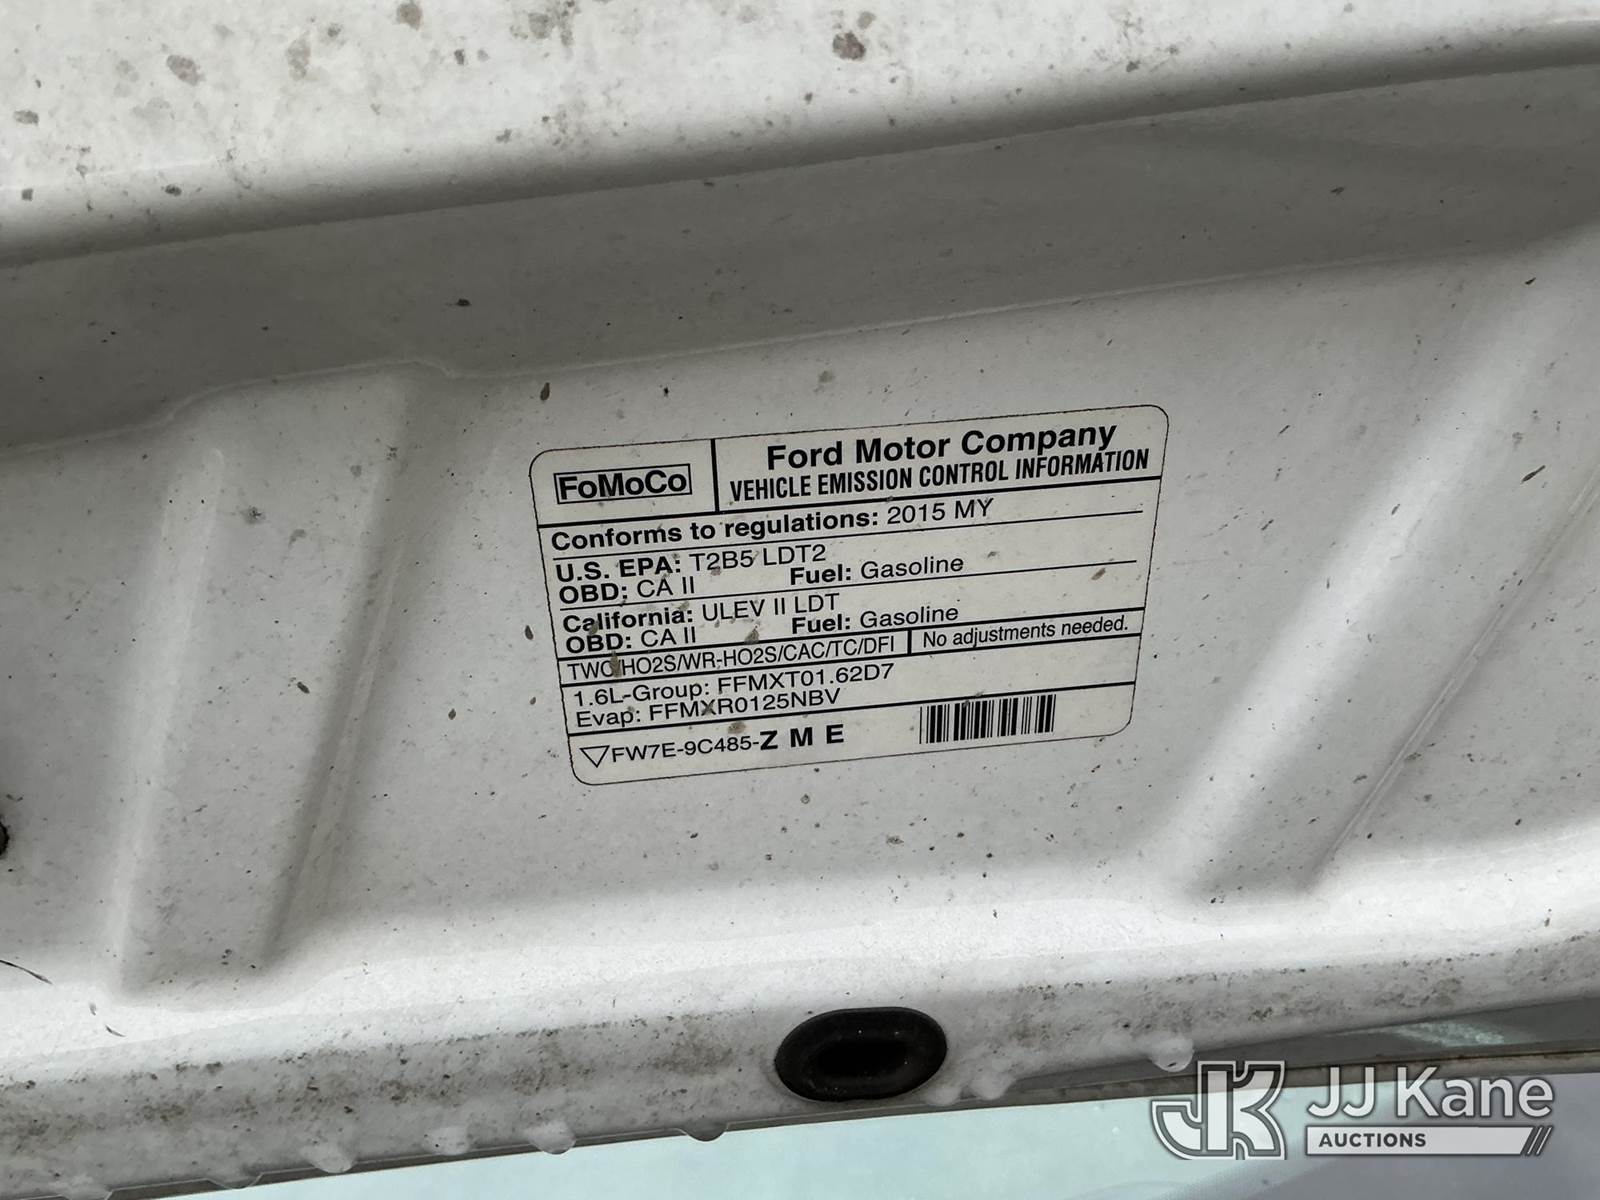 FoMoCo
Ford Motor Company
VEHICLE EMISSION CONTROL INFORMATION
Conforms to regulations: 2015 MY
U.S. EPA: T2B5 LDT2
OBD: CA II Fuel: Gasoline
California: ULEV II LDT
OBD: CA II Fuel: Gasoline
TWC/HO2S/WR-HO2S/CAC/TC/DFI No adjustments needed.
1.6L-Group: FFMXT01.62D7
Evap: FFMXR0125NBV
FW7E-9C485-Z M E
JK JJ Kane
AUCTIONS